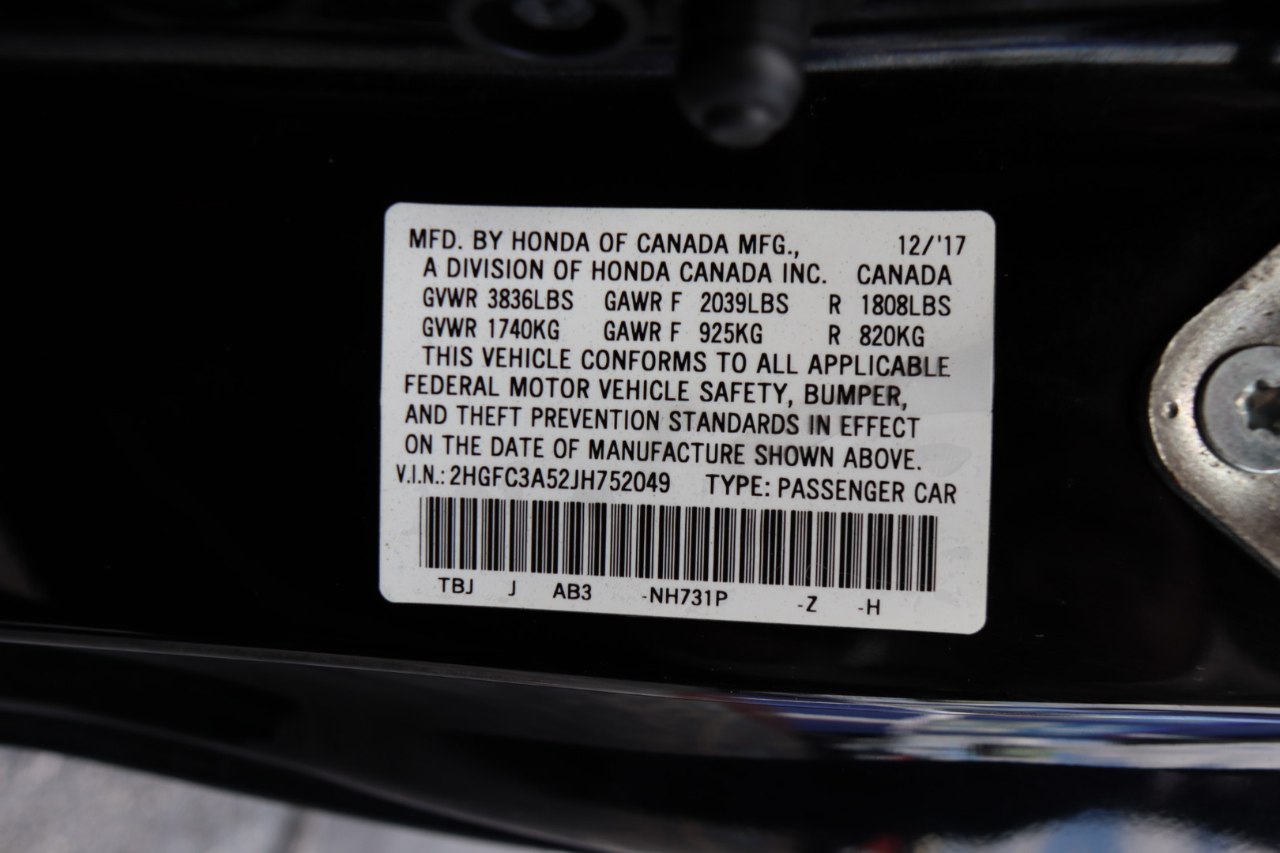 MFD. BY HONDA OF CANADA MFG., 12/'17
A DIVISION OF HONDA CANADA INC. CANADA
GVWR 3836LBS GAWR F 2039LBS R 1808LBS
GVWR 1740KG GAWR F 925KG R 820KG
THIS VEHICLE CONFORMS TO ALL APPLICABLE
FEDERAL MOTOR VEHICLE SAFETY, BUMPER,
AND THEFT PREVENTION STANDARDS IN EFFECT
ON THE DATE OF MANUFACTURE SHOWN ABOVE.
V.I.N.: 2HGFC3A52JH752049 TYPE: PASSENGER CAR
TBJ J AB3 -NH731P -Z -H